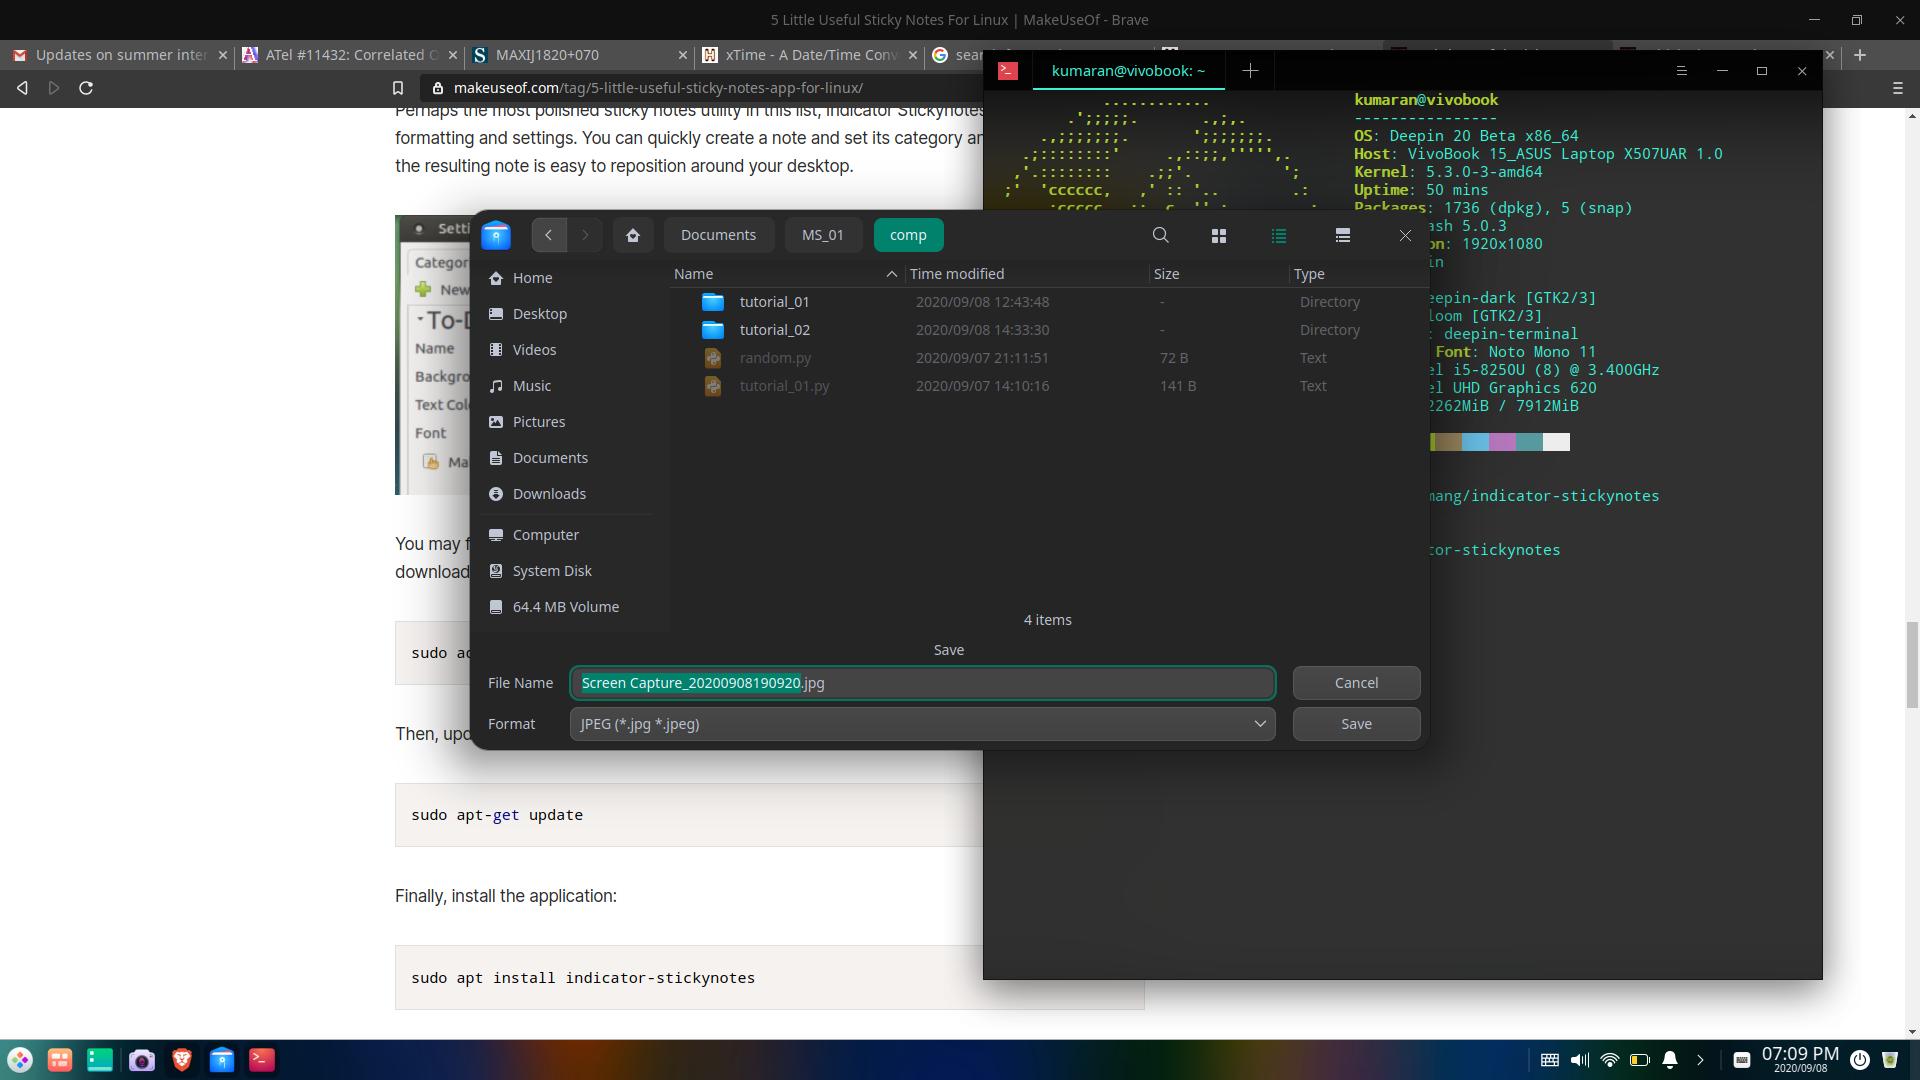 5 Little Useful Sticky Notes For Linux | MakeUseOf - Brave
Updates on summer inter
ATel #11432: Correlated O
MAXIJ1820+070
xTime - A Date/Time Conv
sear
makeuseof.com/tag/5-little-useful-sticky-notes-app-for-linux/
Perhaps the most polished sticky notes utility in this list, Indicator Stickynotes
formatting and settings. You can quickly create a note and set its category an
the resulting note is easy to reposition around your desktop.
Setti
Categor
New
To-D
Name
Backgro
Text Colo
Font
Ma
You may f
download
sudo ad
Then, upd
sudo apt-get update
Finally, install the application:
sudo apt install indicator-stickynotes
kumaran@vivobook: ~
kumaran@vivobook
----------------
OS: Deepin 20 Beta x86_64
Host: VivoBook 15_ASUS Laptop X507UAR 1.0
Kernel: 5.3.0-3-amd64
Uptime: 50 mins
Packages: 1736 (dpkg), 5 (snap)
ash 5.0.3
on: 1920x1080
in
eepin-dark [GTK2/3]
loom [GTK2/3]
: deepin-terminal
Font: Noto Mono 11
el i5-8250U (8) @ 3.400GHz
el UHD Graphics 620
2262MiB / 7912MiB
mang/indicator-stickynotes
tor-stickynotes
Documents
MS_01
comp
Home
Desktop
Videos
Music
Pictures
Documents
Downloads
Computer
System Disk
64.4 MB Volume
Name Time modified Size Type
tutorial_01 2020/09/08 12:43:48 - Directory
tutorial_02 2020/09/08 14:33:30 - Directory
random.py 2020/09/07 21:11:51 72 B Text
tutorial_01.py 2020/09/07 14:10:16 141 B Text
4 items
Save
File Name Screen Capture_20200908190920.jpg Cancel
Format JPEG (*.jpg *.jpeg) Save
07:09 PM
2020/09/08